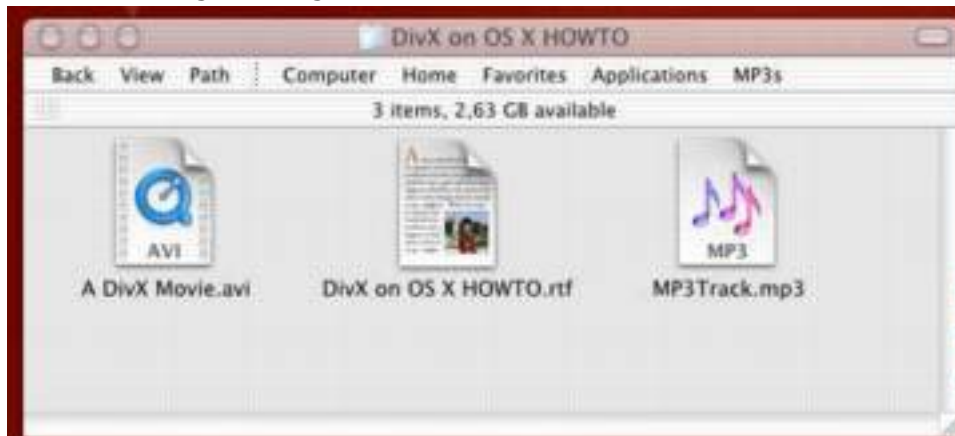 DivX on OS X HOWTO
Back View Path Computer Home Favorites Applications MP3s
3 items, 2,63 GB available
AVI MP3
A DivX Movie.avi DivX on OS X HOWTO.rtf MP3Track.mp3